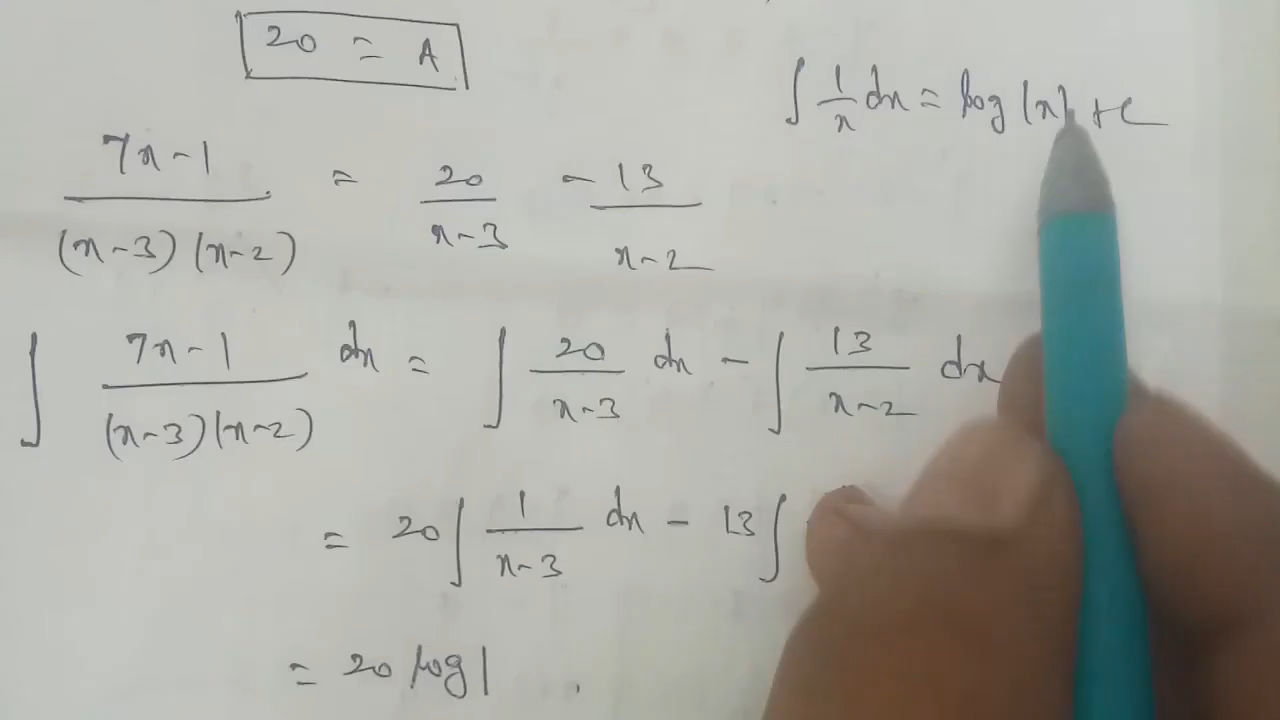 20 = A
∫ 1/x dx = log |x| + c
7x - 1 / (x-3)(x-2) = 20 / x-3 - 13 / x-2
∫ 7x - 1 / (x-3)(x-2) dx = ∫ 20 / x-3 dx - ∫ 13 / x-2 dx
= 20 ∫ 1 / x-3 dx - 13 ∫
= 20 log |